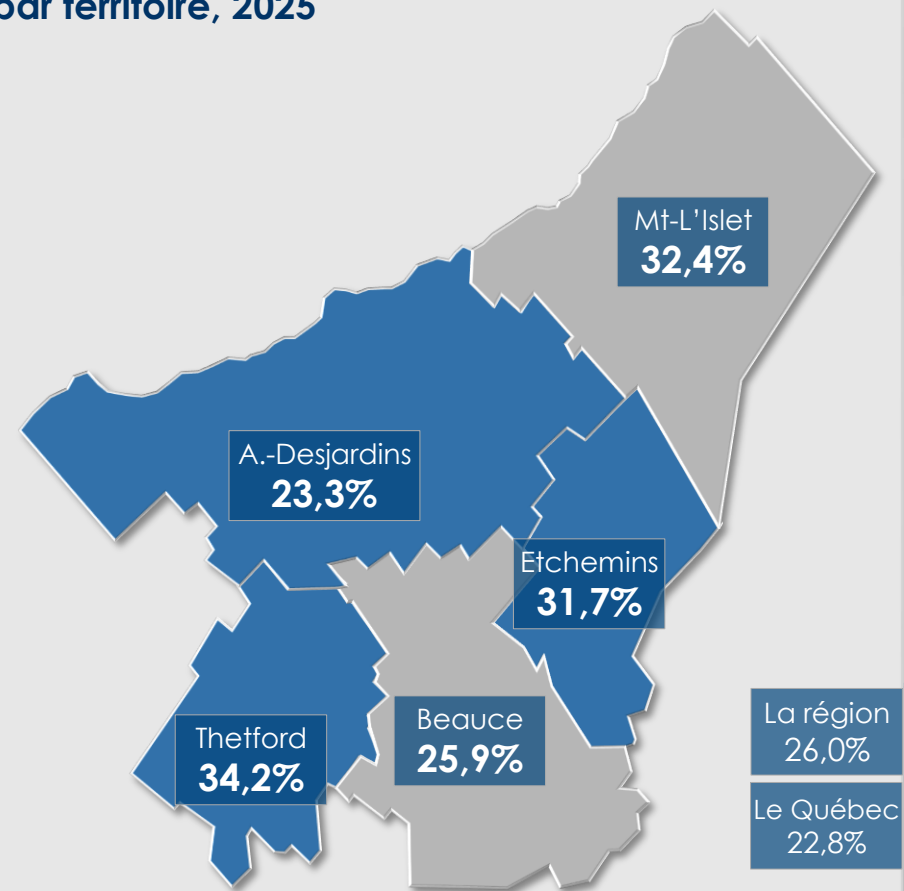 par territoire, 2025
Mt-L'Islet
32,4%
A.-Desjardins
23,3%
Etchemins
31,7%
Thetford
34,2%
Beauce
25,9%
La région
26,0%
Le Québec
22,8%